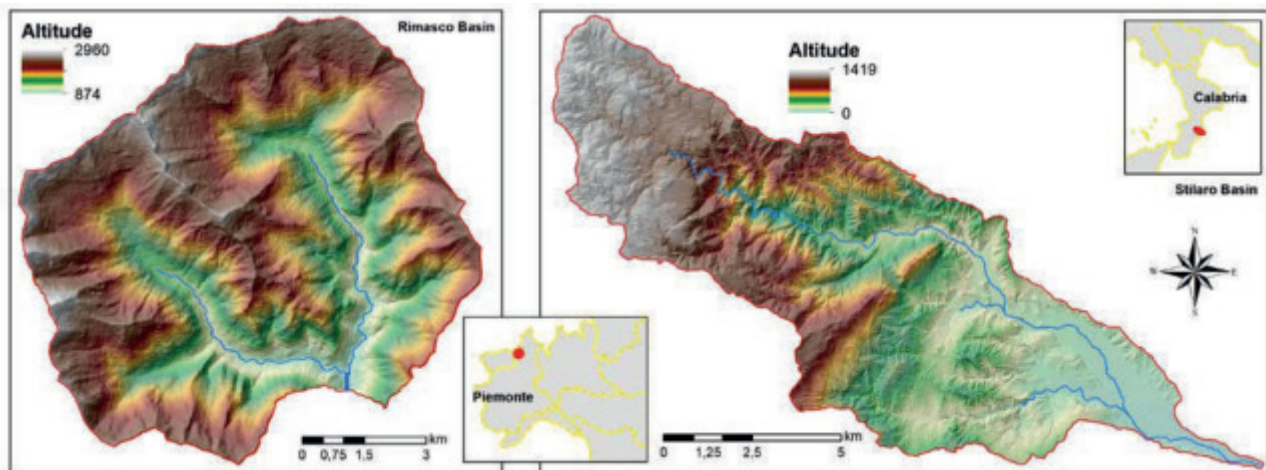 Altitude
Rimasco Basin
2960
874
Piemonte
km
0 0,75 1,5 3
Altitude
1419
0
Calabria
Stilaro Basin
N
W E
S
km
0 1,25 2,5 5